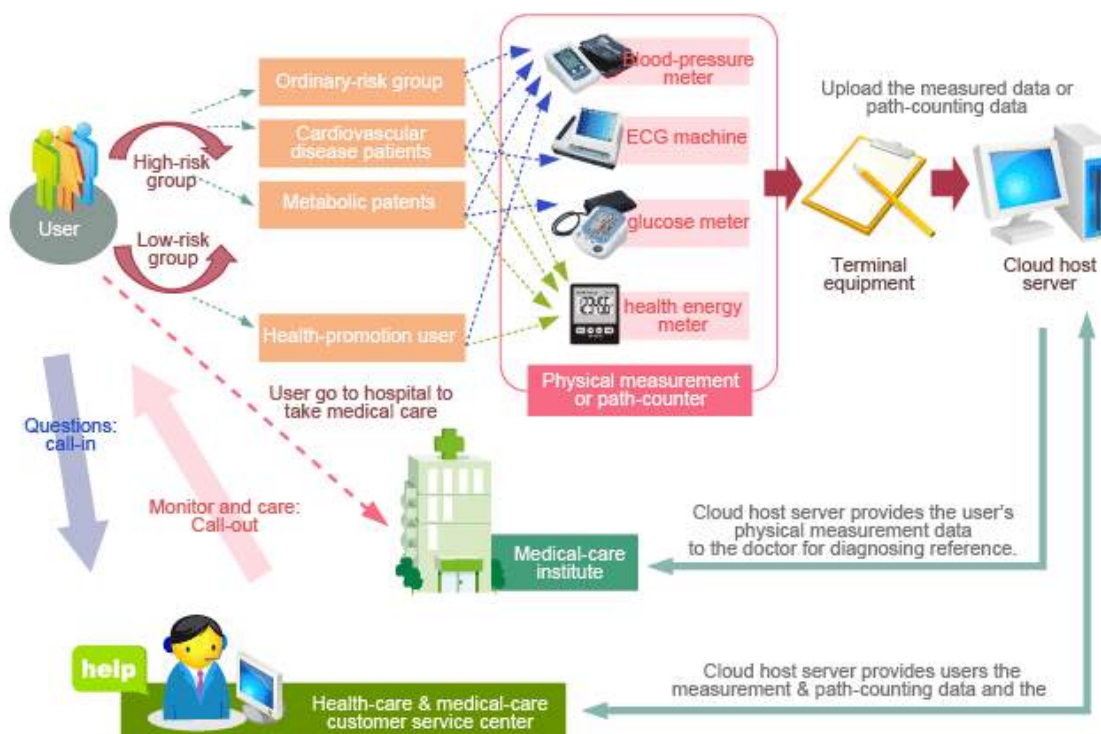 User
High-risk
group
Low-risk
group
Ordinary-risk group
Cardiovascular
disease patients
Metabolic patents
Health-promotion user
Blood-pressure
meter
ECG machine
glucose meter
health energy
meter
Physical measurement
or path-counter
Upload the measured data or
path-counting data
Terminal
equipment
Cloud host
server
User go to hospital to
take medical care
Questions:
call-in
Monitor and care:
Call-out
Medical-care
institute
Cloud host server provides the user's
physical measurement data
to the doctor for diagnosing reference.
help
Health-care & medical-care
customer service center
Cloud host server provides users the
measurement & path-counting data and the